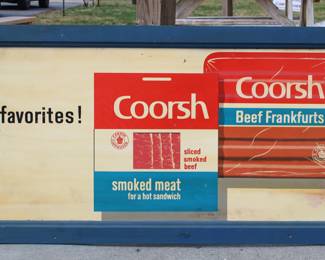 favorites!
Coorsh
sliced
smoked
beef
smoked meat
for a hot sandwich
Coorsh
Beef Frankfurts